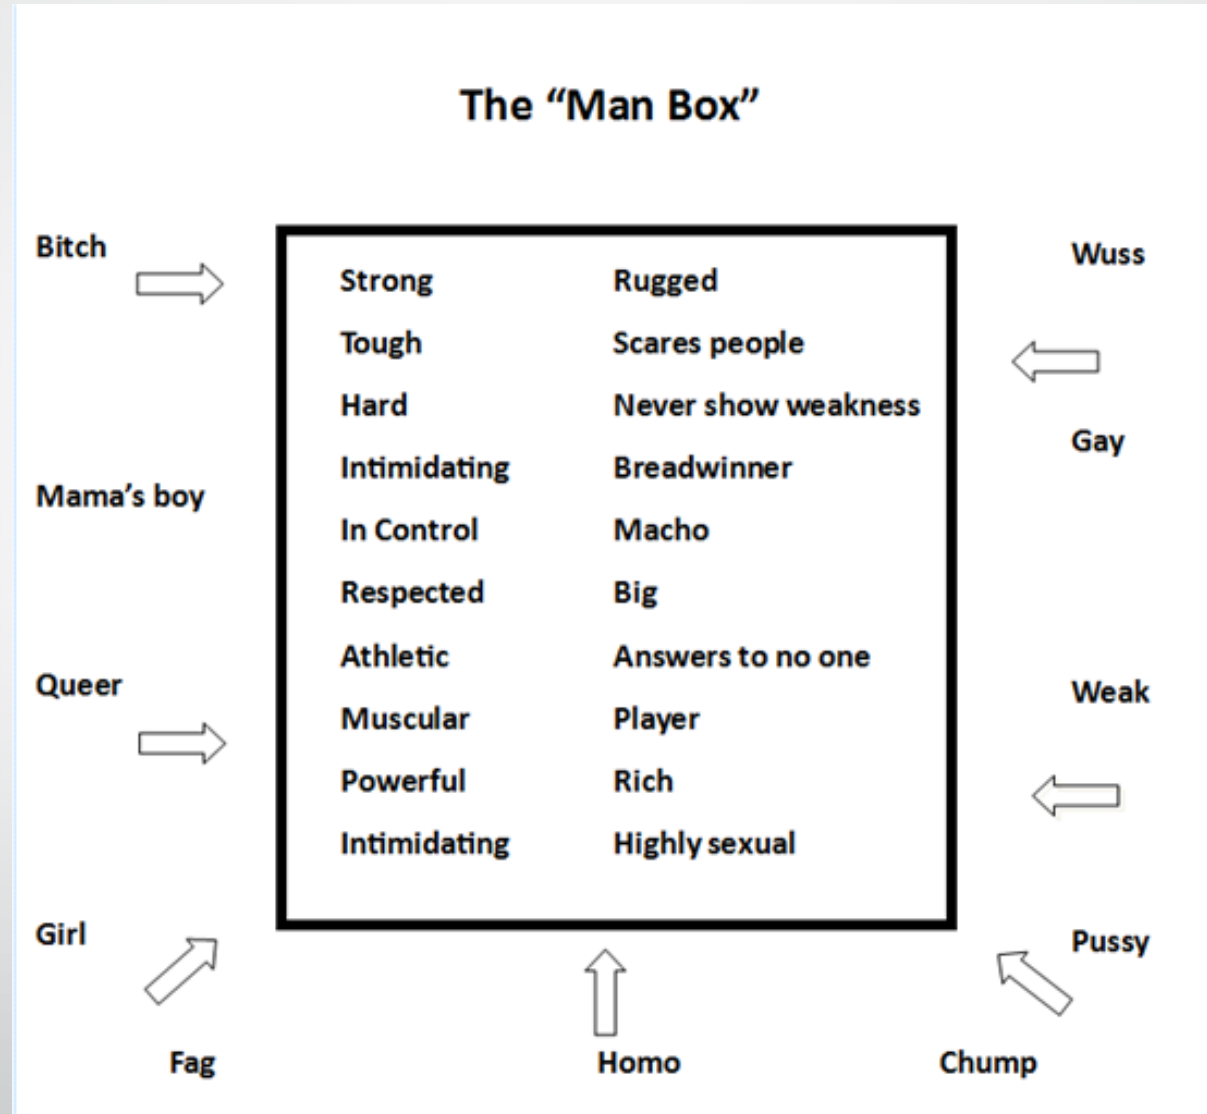 The “Man Box”
Bitch
Wuss
Strong Rugged
Tough Scares people
Hard Never show weakness
Gay
Intimidating Breadwinner
Mama’s boy
In Control Macho
Respected Big
Athletic Answers to no one
Queer
Weak
Muscular Player
Powerful Rich
Intimidating Highly sexual
Girl
Pussy
Fag Homo Chump